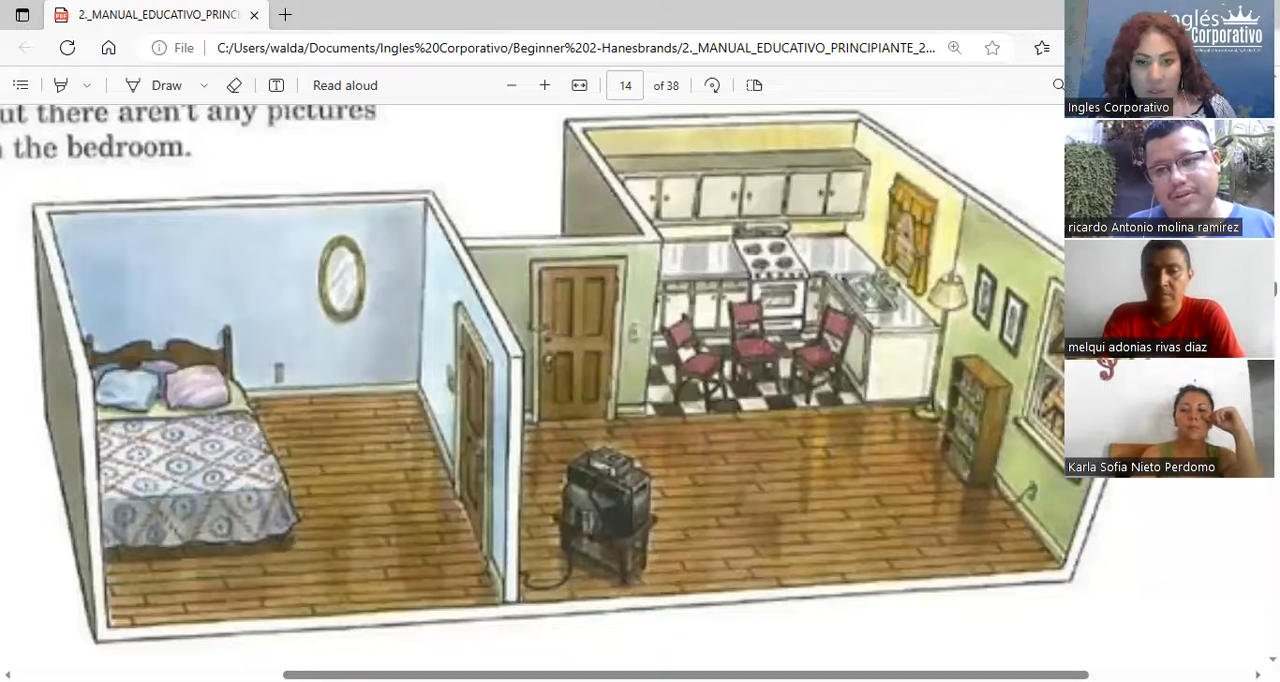 2._MANUAL_EDUCATIVO_PRINCI
File
C:/Users/walda/Documents/Ingles%20Corporativo/Beginner%202-Hanesbrands/2._MANUAL_EDUCATIVO_PRINCIPIANTE_2...
Draw
Read aloud
14 of 38
ut there aren't any pictures
the bedroom.
Inglés
Corporativo
Ingles Corporativo
ricardo Antonio molina ramirez
melqui adonias rivas diaz
Karla Sofia Nieto Perdomo